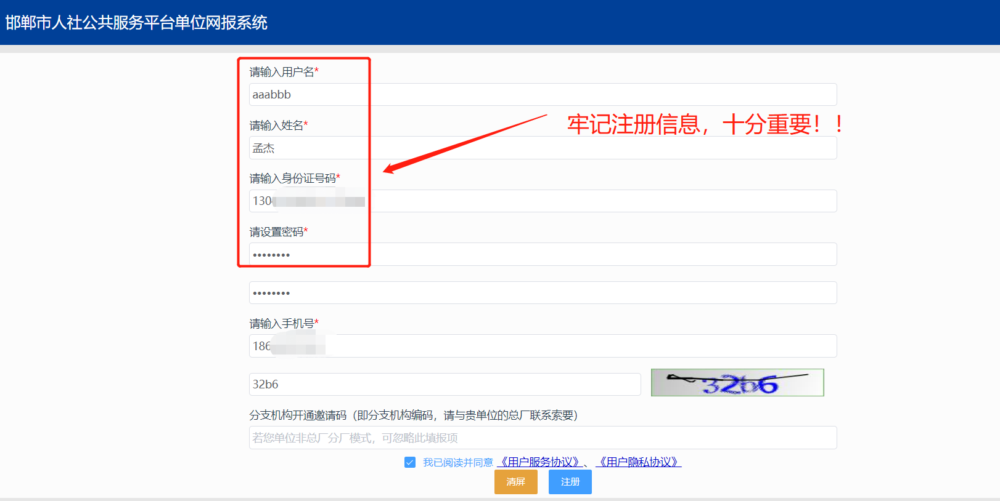 邯郸市人社公共服务平台单位网报系统
请输入用户名*
aaabbb
牢记注册信息，十分重要！！
请输入姓名*
孟杰
请输入身份证号码*
130
请设置密码*
••••••••
••••••••
请输入手机号*
186
32b6
32b6
分支机构开通邀请码（即分支机构编码，请与贵单位的总厂联系索要）
若您单位非总厂分厂模式，可忽略此填报项
我已阅读并同意 《用户服务协议》、 《用户隐私协议》
清屏 注册